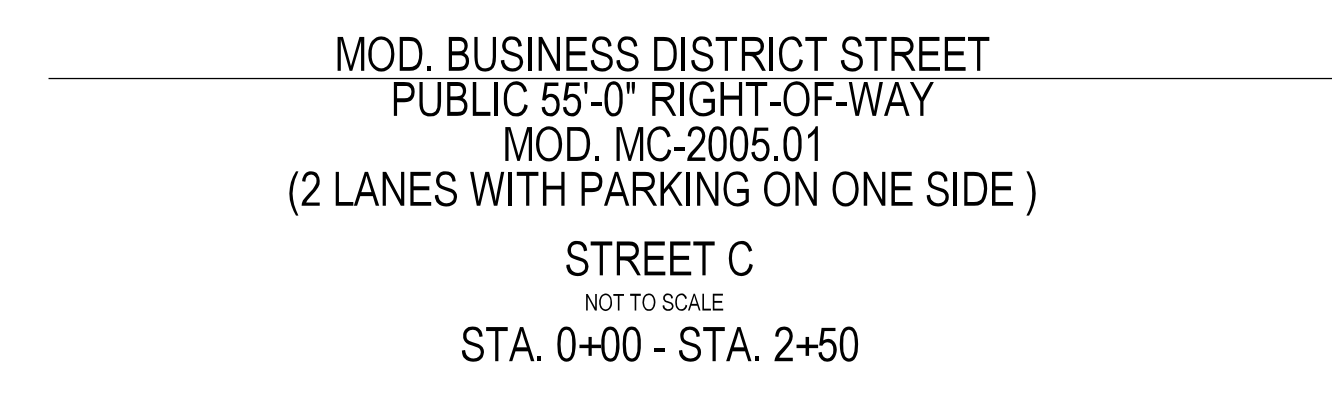 MOD. BUSINESS DISTRICT STREET
PUBLIC 55'-0" RIGHT-OF-WAY
MOD. MC-2005.01
(2 LANES WITH PARKING ON ONE SIDE )
STREET C
NOT TO SCALE
STA. 0+00 - STA. 2+50